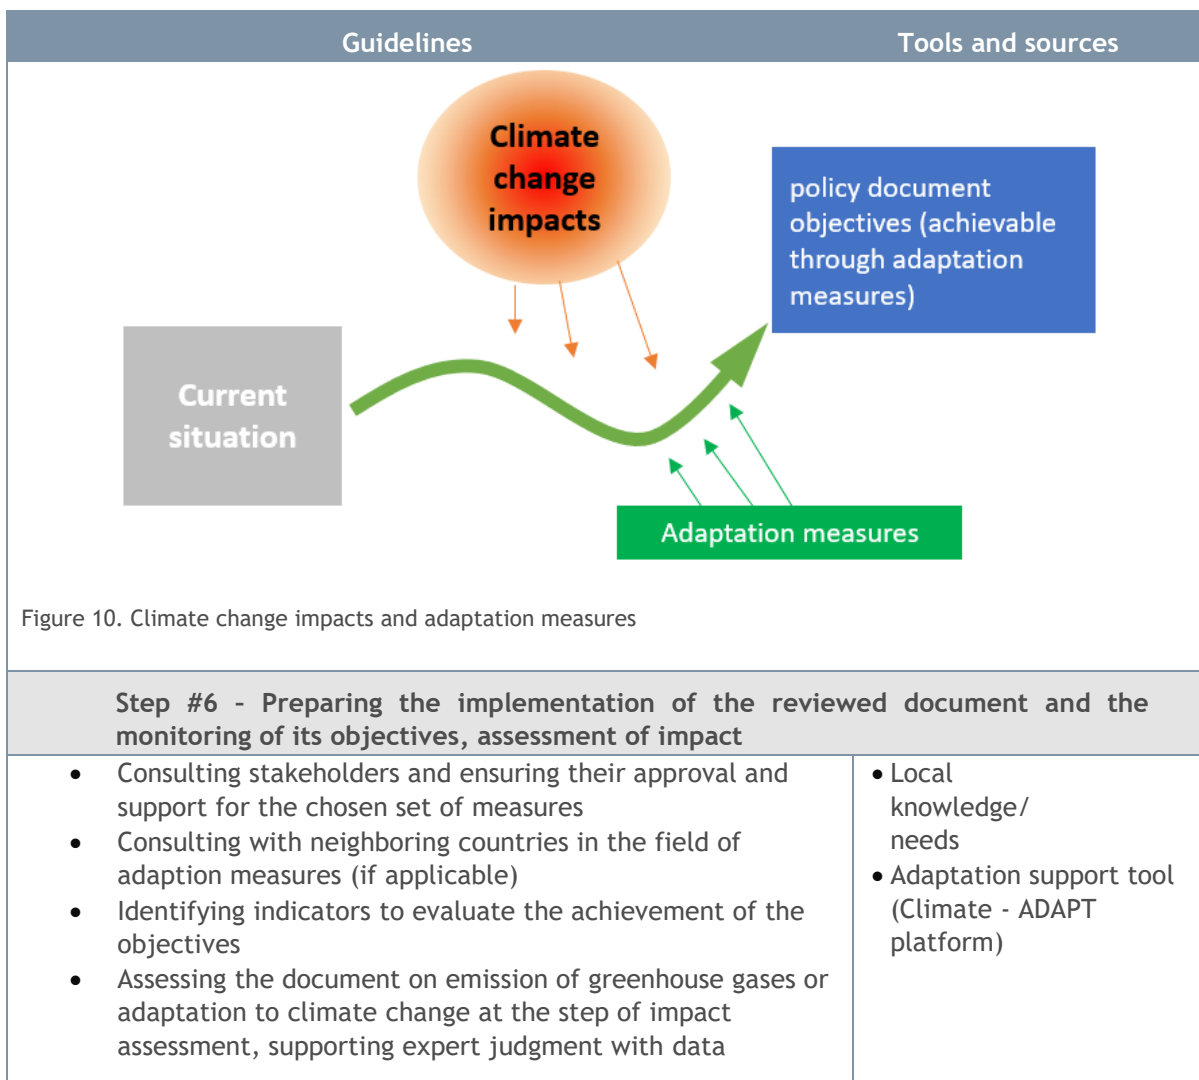 Guidelines
Tools and sources
Climate
change
impacts
policy document
objectives (achievable
through adaptation
measures)
Current
situation
Adaptation measures
Figure 10. Climate change impacts and adaptation measures
Step #6 – Preparing the implementation of the reviewed document and the
monitoring of its objectives, assessment of impact
• Consulting stakeholders and ensuring their approval and
support for the chosen set of measures
• Consulting with neighboring countries in the field of
adaption measures (if applicable)
• Identifying indicators to evaluate the achievement of the
objectives
• Assessing the document on emission of greenhouse gases or
adaptation to climate change at the step of impact
assessment, supporting expert judgment with data
• Local
knowledge/
needs
• Adaptation support tool
(Climate - ADAPT
platform)